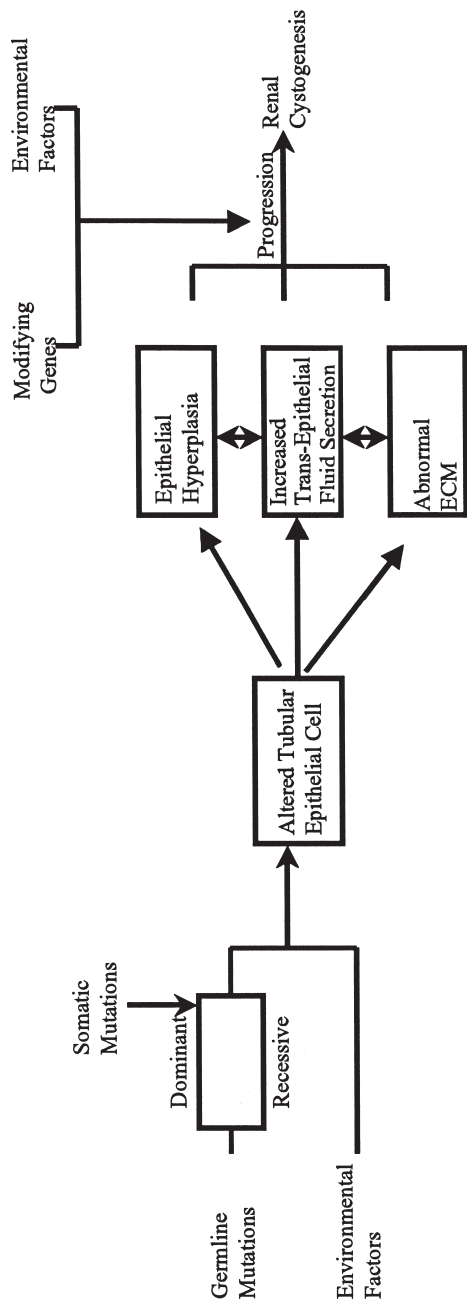 Germline
Mutations
Environmental
Factors
Somatic
Mutations
Dominant
Recessive
Altered Tubular
Epithelial Cell
Epithelial
Hyperplasia
Increased
Trans-Epithelial
Fluid Secretion
Abnormal
ECM
Modifying
Genes
Environmental
Factors
Progression
Renal
Cystogenesis